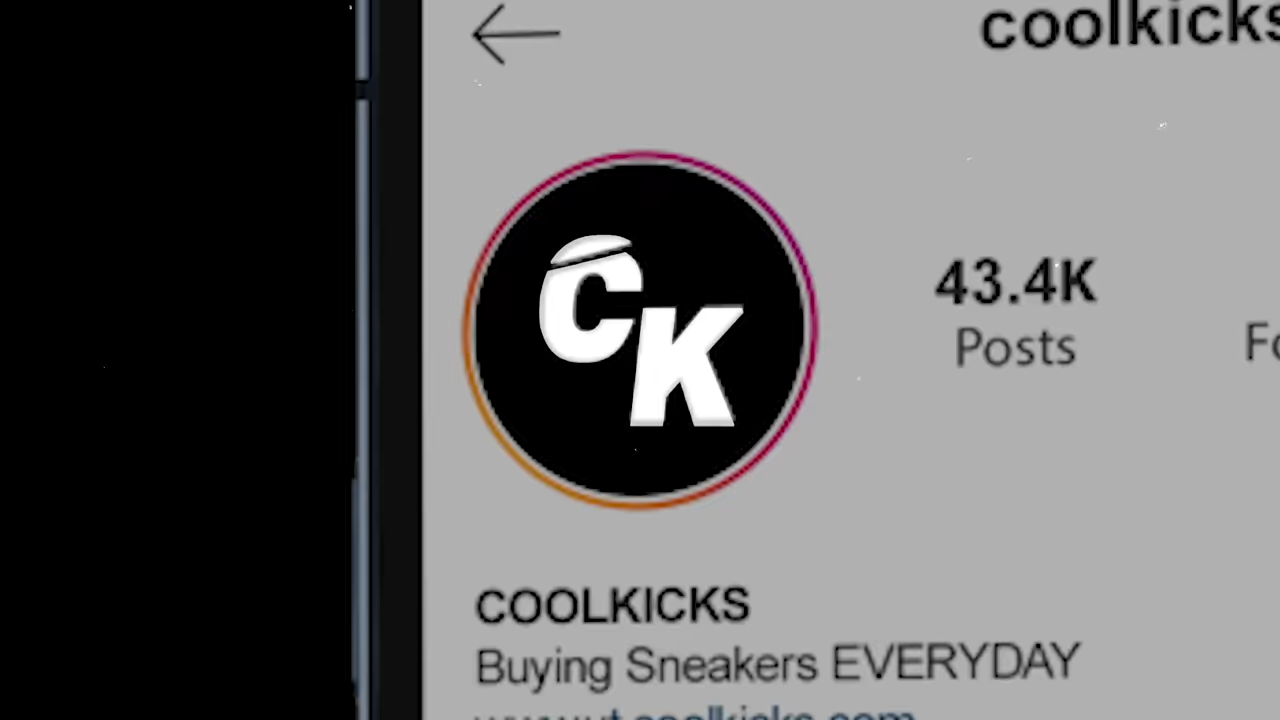 coolkicks
CK
43.4K
Posts
COOLKICKS
Buying Sneakers EVERYDAY